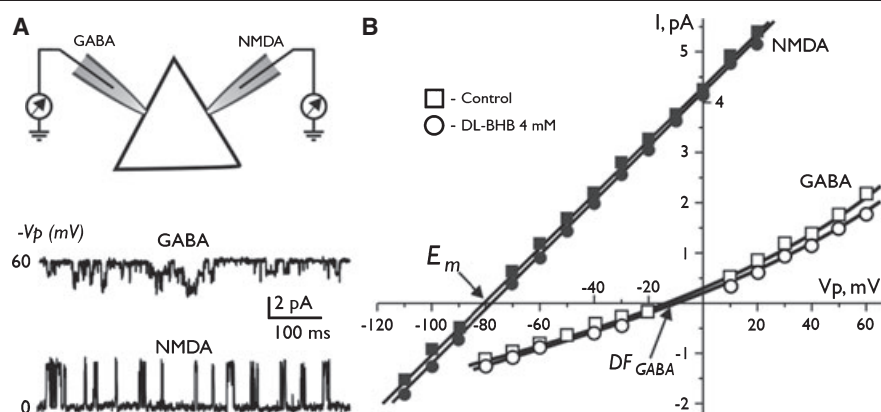 A
GABA
NMDA
-Vp (mV)
GABA
60
2 pA
100 ms
NMDA
0
B
I, pA
5
NMDA
- Control
- DL-BHB 4 mM
4
3
GABA
2
1
E m
Vp, mV
-40 -20
-120 -100 -80 -60 20 40 60
DF GABA
-1
-2